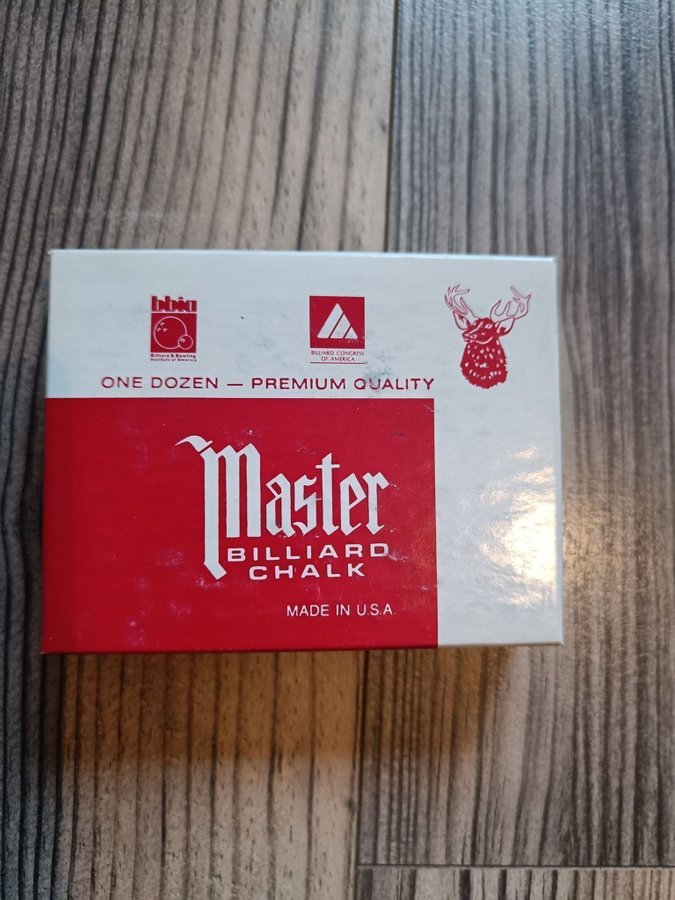 bbia
Billiard & Bowling
Institute of America
BILLIARD CONGRESS
OF AMERICA
ONE DOZEN — PREMIUM QUALITY
Master
BILLIARD
CHALK
MADE IN U.S.A.